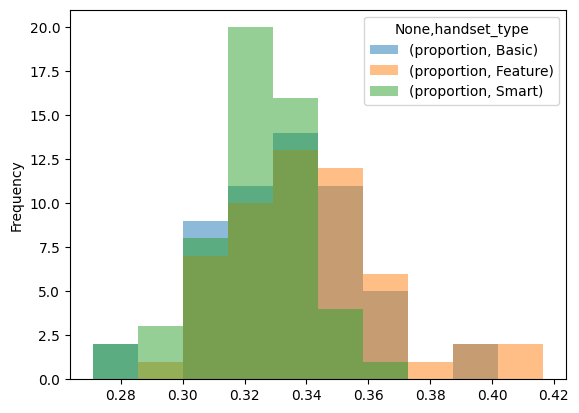 None,handset_type
(proportion, Basic)
(proportion, Feature)
(proportion, Smart)
Frequency
20.0
17.5
15.0
12.5
10.0
7.5
5.0
2.5
0.0
0.28 0.30 0.32 0.34 0.36 0.38 0.40 0.42